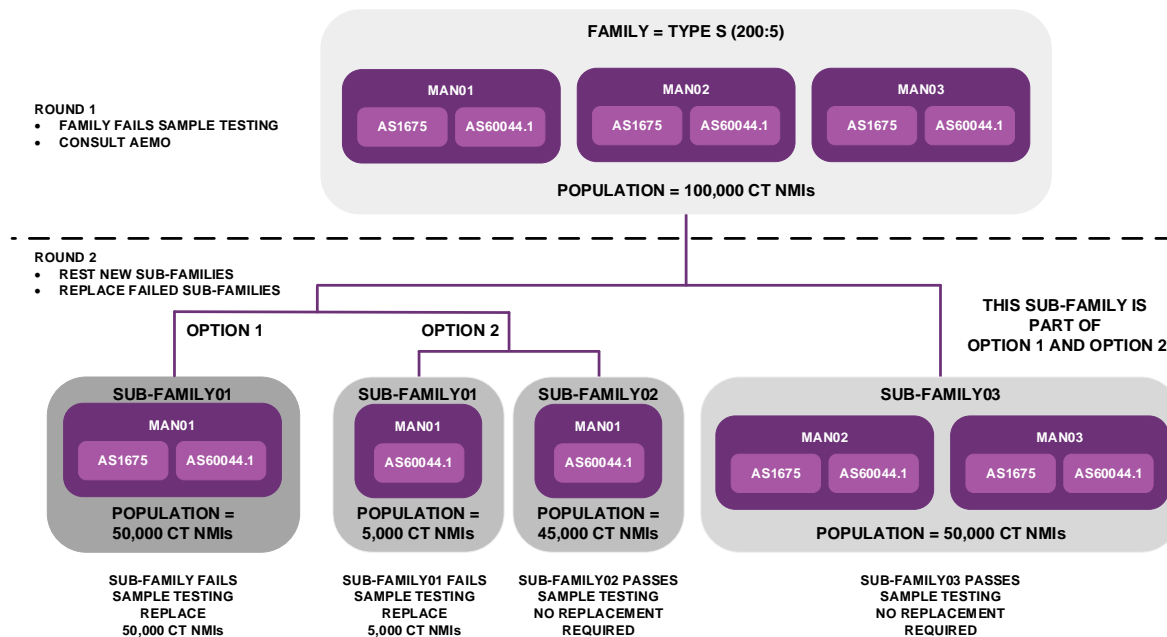 FAMILY = TYPE S (200:5)
MAN01
AS1675
AS60044.1
MAN02
AS1675
AS60044.1
MAN03
AS1675
AS60044.1
POPULATION = 100,000 CT NMIs
ROUND 1
• FAMILY FAILS SAMPLE TESTING
• CONSULT AEMO
ROUND 2
• REST NEW SUB-FAMILIES
• REPLACE FAILED SUB-FAMILIES
OPTION 1
OPTION 2
THIS SUB-FAMILY IS
PART OF
OPTION 1 AND OPTION 2
SUB-FAMILY01
MAN01
AS1675
AS60044.1
POPULATION =
50,000 CT NMIs
SUB-FAMILY FAILS
SAMPLE TESTING
REPLACE
50,000 CT NMIs
SUB-FAMILY01
MAN01
AS60044.1
POPULATION =
5,000 CT NMIs
SUB-FAMILY01 FAILS
SAMPLE TESTING
REPLACE
5,000 CT NMIs
SUB-FAMILY02
MAN01
AS60044.1
POPULATION =
45,000 CT NMIs
SUB-FAMILY02 PASSES
SAMPLE TESTING
NO REPLACEMENT
REQUIRED
SUB-FAMILY03
MAN02
AS1675
AS60044.1
MAN03
AS1675
AS60044.1
POPULATION = 50,000 CT NMIs
SUB-FAMILY03 PASSES
SAMPLE TESTING
NO REPLACEMENT
REQUIRED